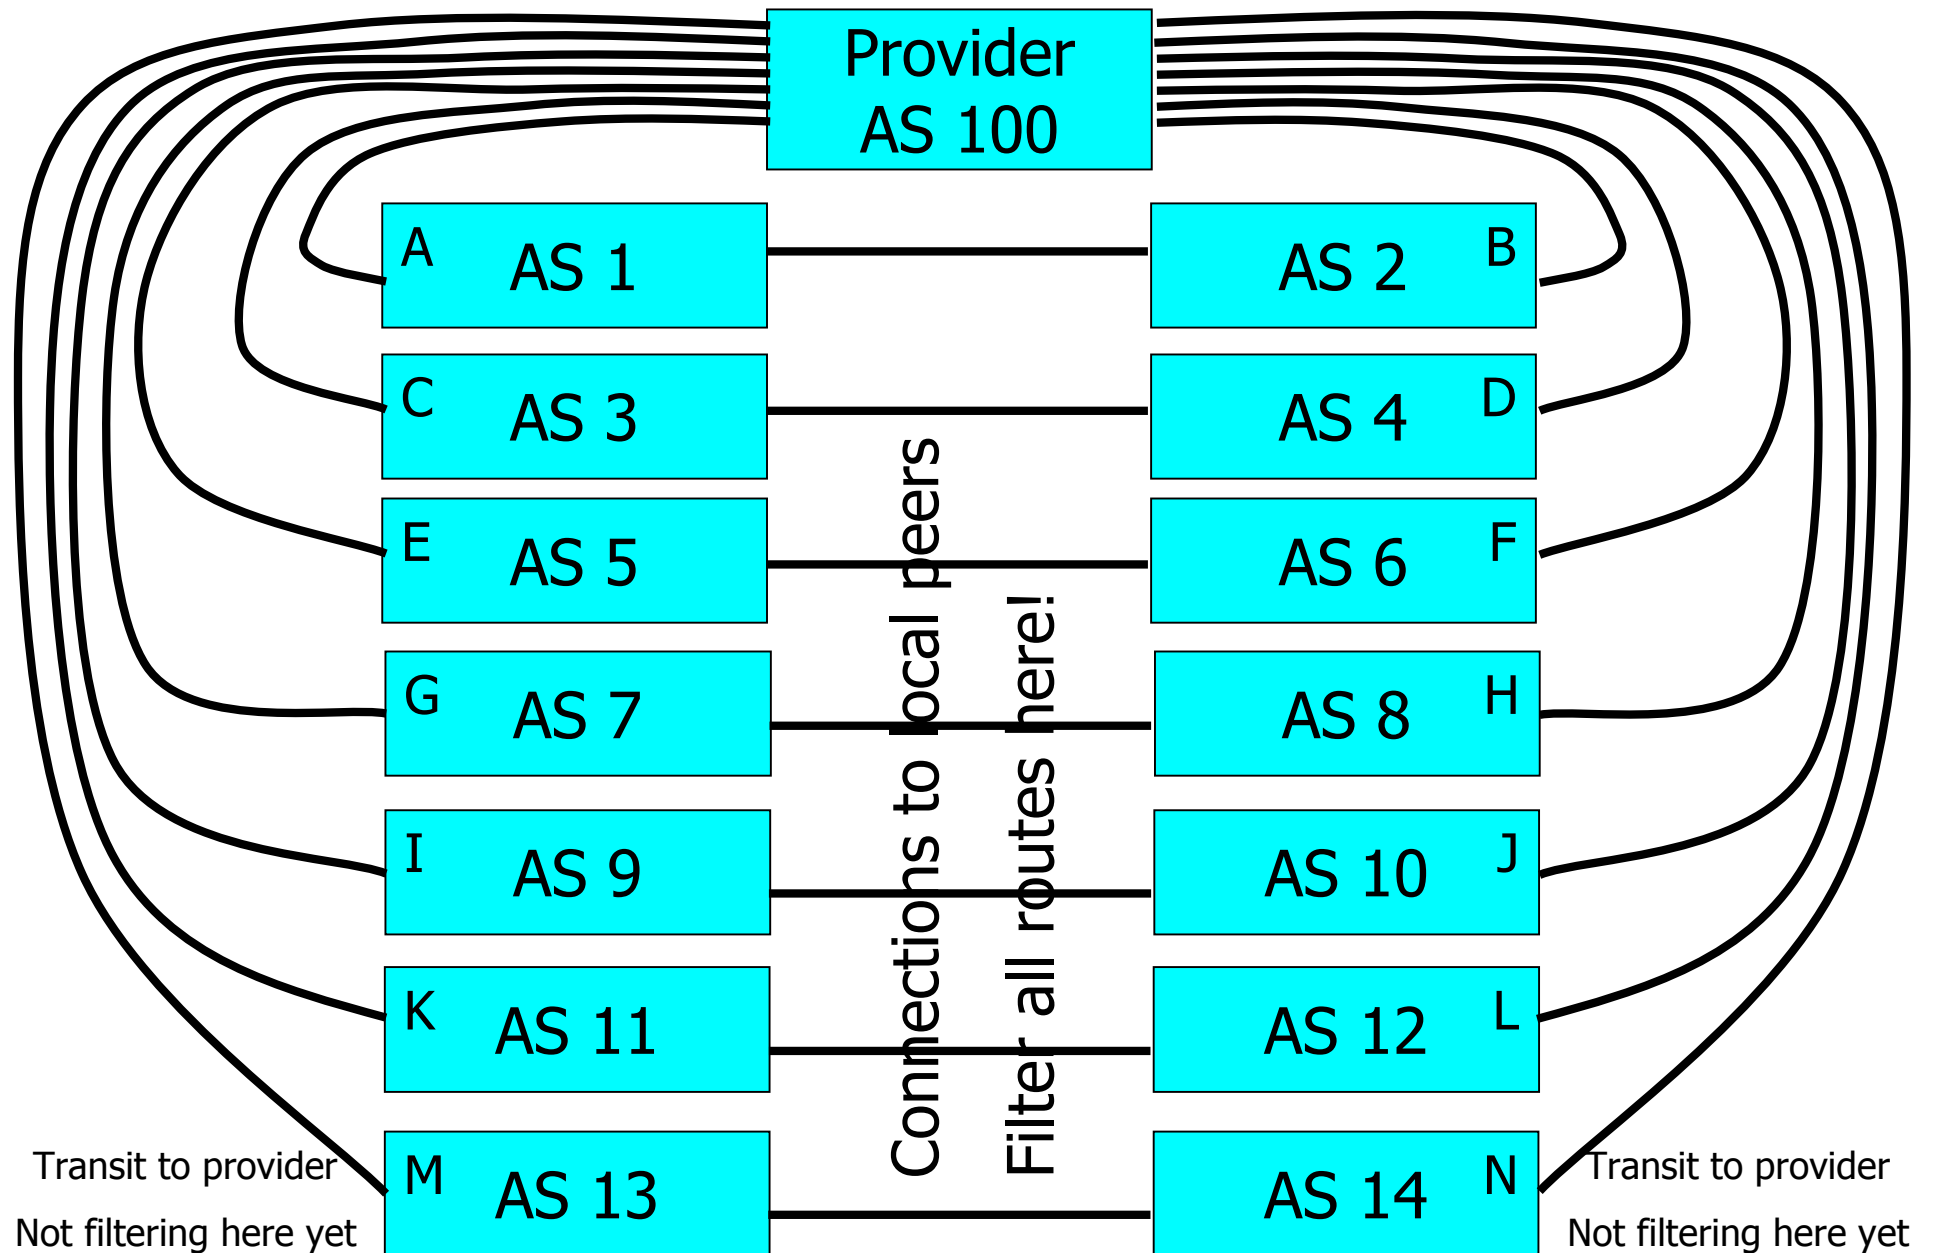 Provider
AS 100
A
AS 1
AS 2
B
C
AS 3
AS 4
D
E
AS 5
AS 6
F
G
AS 7
AS 8
H
I
AS 9
AS 10
J
K
AS 11
AS 12
L
M
AS 13
AS 14
N
Connections to local peers
Filter all routes here!
Transit to provider
Not filtering here yet
Transit to provider
Not filtering here yet